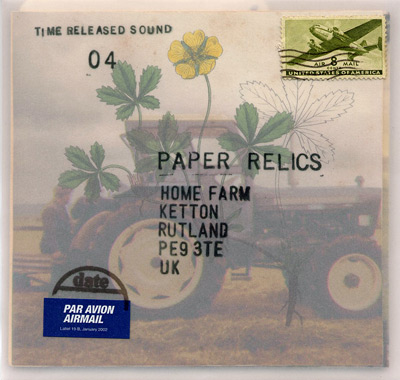 TIME RELEASED SOUND
04
AIR MAIL
8
CENTS
UNITED STATES OF AMERICA
PAPER RELICS
HOME FARM
KETTON
RUTLAND
PE9 3TE
UK
date
PAR AVION
AIRMAIL